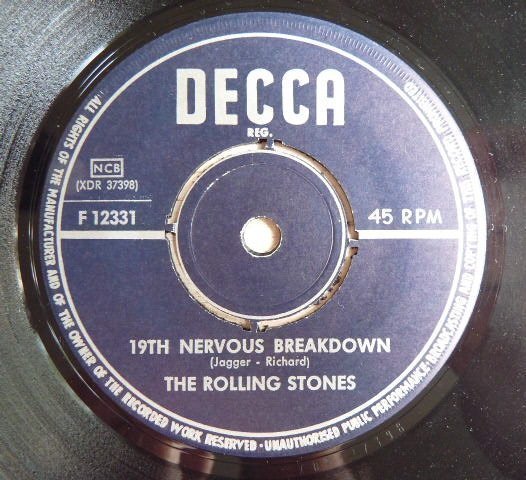 DECCA
REG.
NCB
(XDR 37398)
F 12331
45 RPM
19TH NERVOUS BREAKDOWN
(Jagger - Richard)
THE ROLLING STONES
ALL RIGHTS OF THE MANUFACTURER AND OF THE OWNER OF THE RECORDED WORK RESERVED · UNAUTHORISED PUBLIC PERFORMANCE · BROADCASTING AND COPYING OF